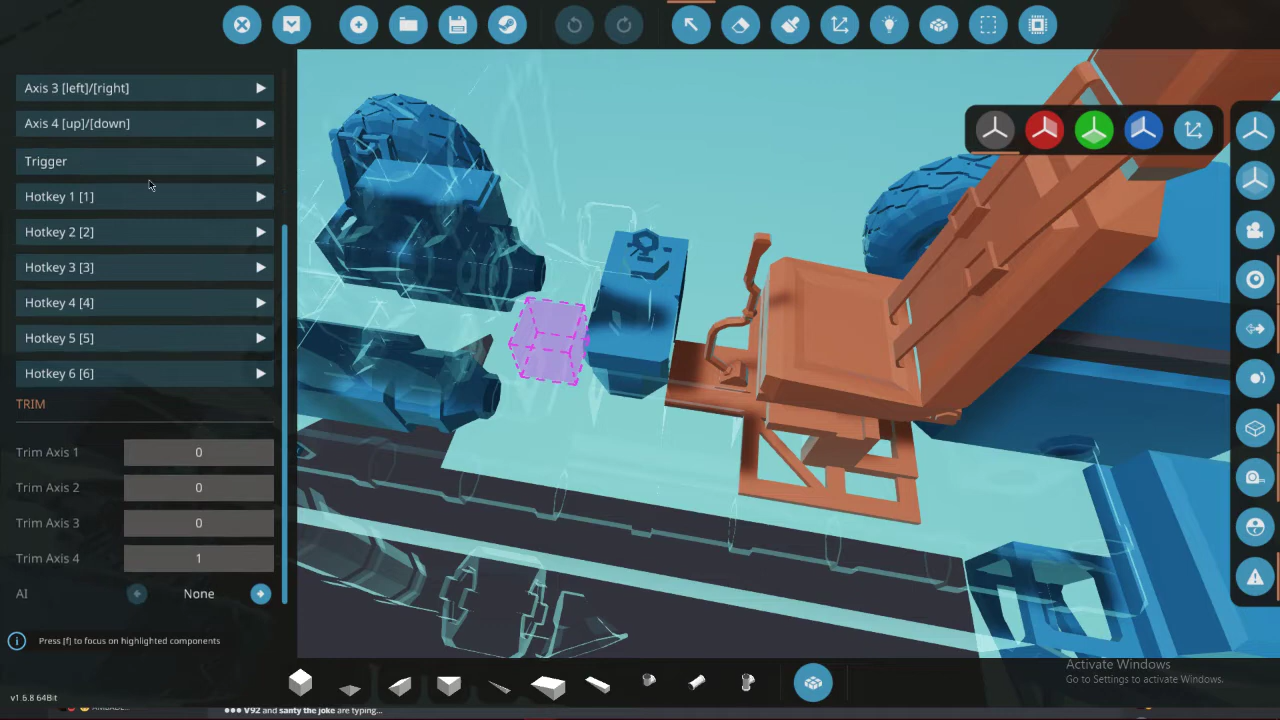 Axis 3 [left]/[right]
Axis 4 [up]/[down]
Trigger
Hotkey 1 [1]
Hotkey 2 [2]
Hotkey 3 [3]
Hotkey 4 [4]
Hotkey 5 [5]
Hotkey 6 [6]
TRIM
Trim Axis 1 0
Trim Axis 2 0
Trim Axis 3 0
Trim Axis 4 1
AI None
Press [f] to focus on highlighted components
v1.6.8 64Bit
Activate Windows
Go to Settings to activate Windows.
V92 and santy the joke are typing...